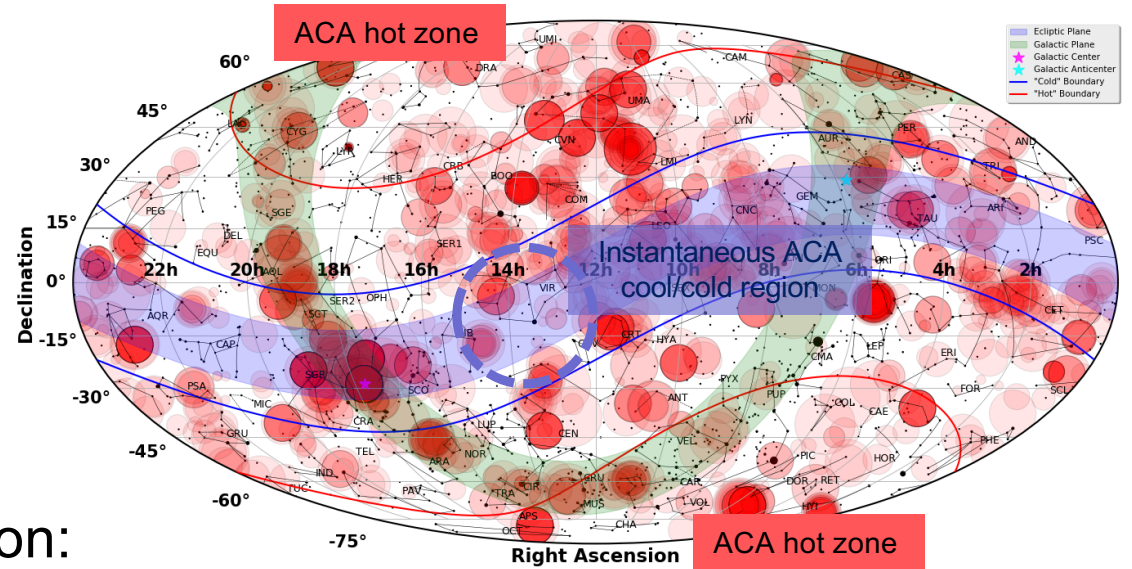 ACA hot zone
Ecliptic Plane
Galactic Plane
Galactic Center
Galactic Anticenter
"Cold" Boundary
"Hot" Boundary
UMI
CAM
DRA
60°
CAS
UMA
45°
LYN
PER
CYG
AUR
AND
CVN
LYR
LMI
30°
CRB
TRI
HER
BOO
GEM
COM
CNC
TAU
ARI
PEG
SGE
LEO
15°
DEL
SER1
PSC
EQU
Instantaneous ACA
cool/cold region
0°
22h
20h
18h
16h
14h
12h
10h
8h
6h
4h
2h
AQL
ORI
VIR
MON
SER2
OPH
Declination
AQR
SCT
CET
-15°
CRT
HYA
CAP
LEP
ERI
CMA
SGR
PYX
PSA
SCO
FOR
SCL
-30°
ANT
PUP
MIC
COL
CAE
CRA
LUP
GRU
CEN
VEL
PHE
-45°
TEL
NOR
PIC
HOR
ARA
IND
CRU
CAR
DOR
RET
TUC
PAV
CIR
-60°
TRA
MUS
VOL
HYI
APS
CHA
OCT
on:
-75°
Right Ascension
ACA hot zone